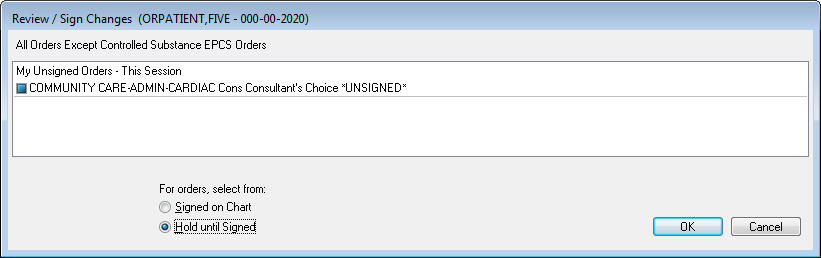 Review / Sign Changes (ORPATIENT,FIVE - 000-00-2020)
All Orders Except Controlled Substance EPCS Orders
My Unsigned Orders - This Session
COMMUNITY CARE-ADMIN-CARDIAC Cons Consultant's Choice *UNSIGNED*
For orders, select from:
Signed on Chart
Hold until Signed
OK Cancel